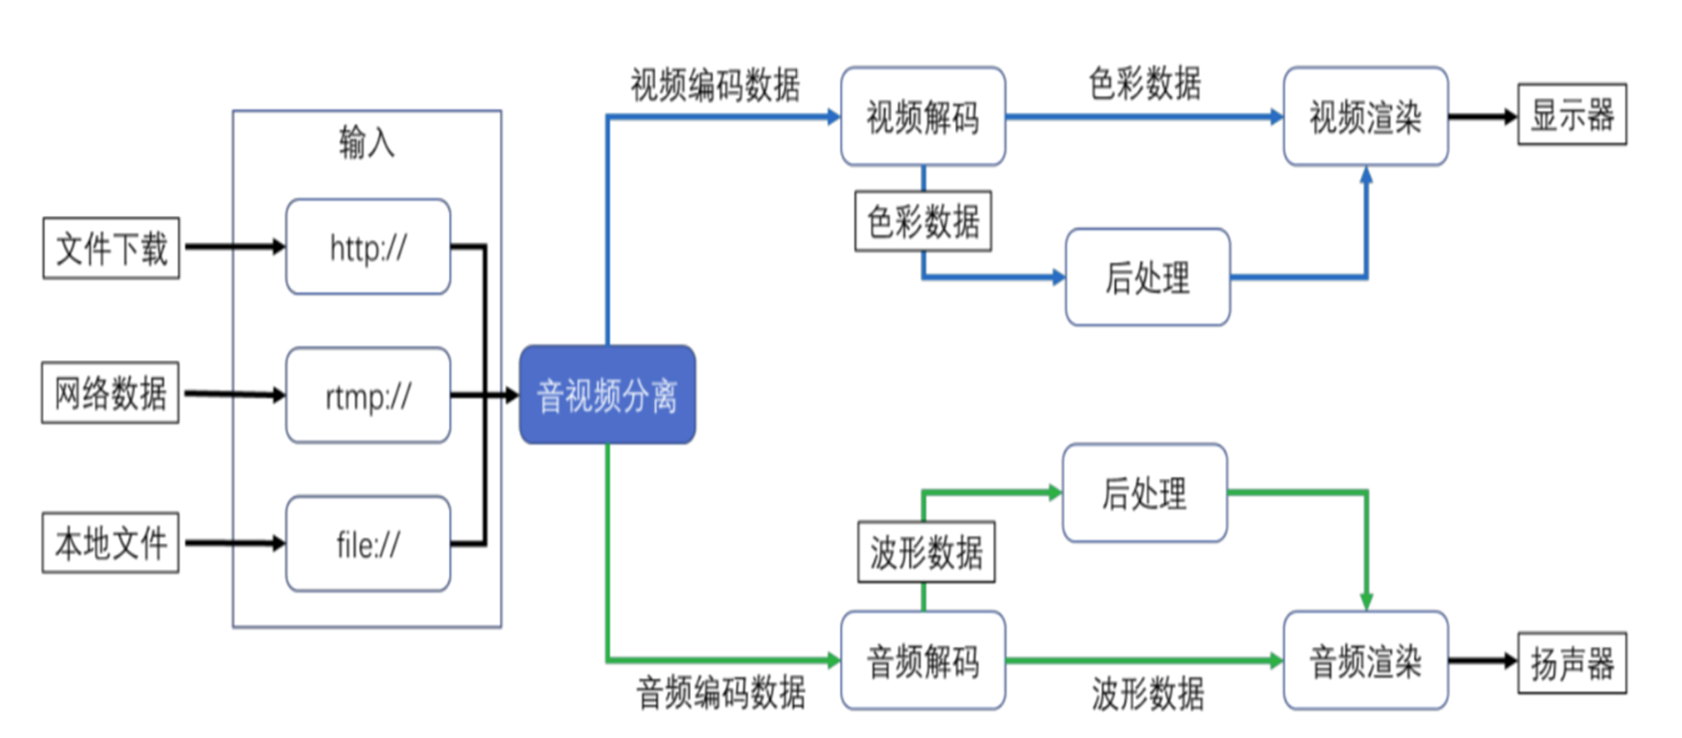 输入
文件下载
http://
网络数据
rtmp://
本地文件
file://
音视频分离
视频编码数据
视频解码
色彩数据
视频渲染
显示器
色彩数据
后处理
后处理
波形数据
音频编码数据
音频解码
波形数据
音频渲染
扬声器